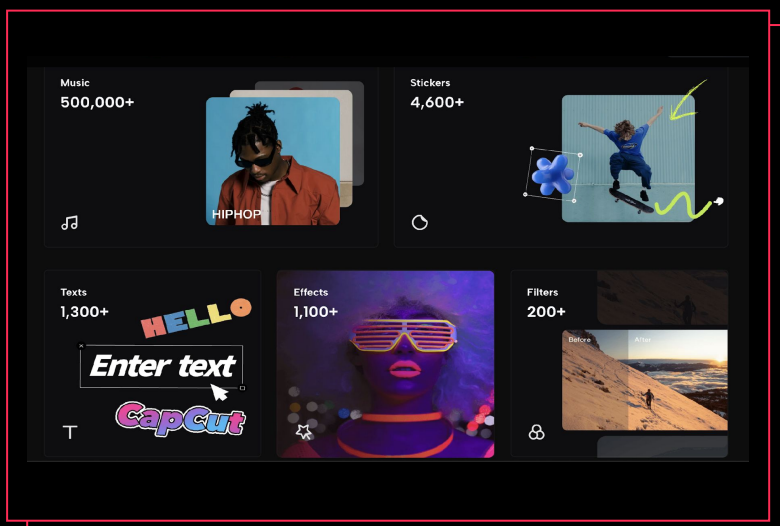 Music
500,000+
HIPHOP
Stickers
4,600+
Texts
1,300+
HELLO
Enter text
CapCut
Effects
1,100+
Filters
200+
Before
After